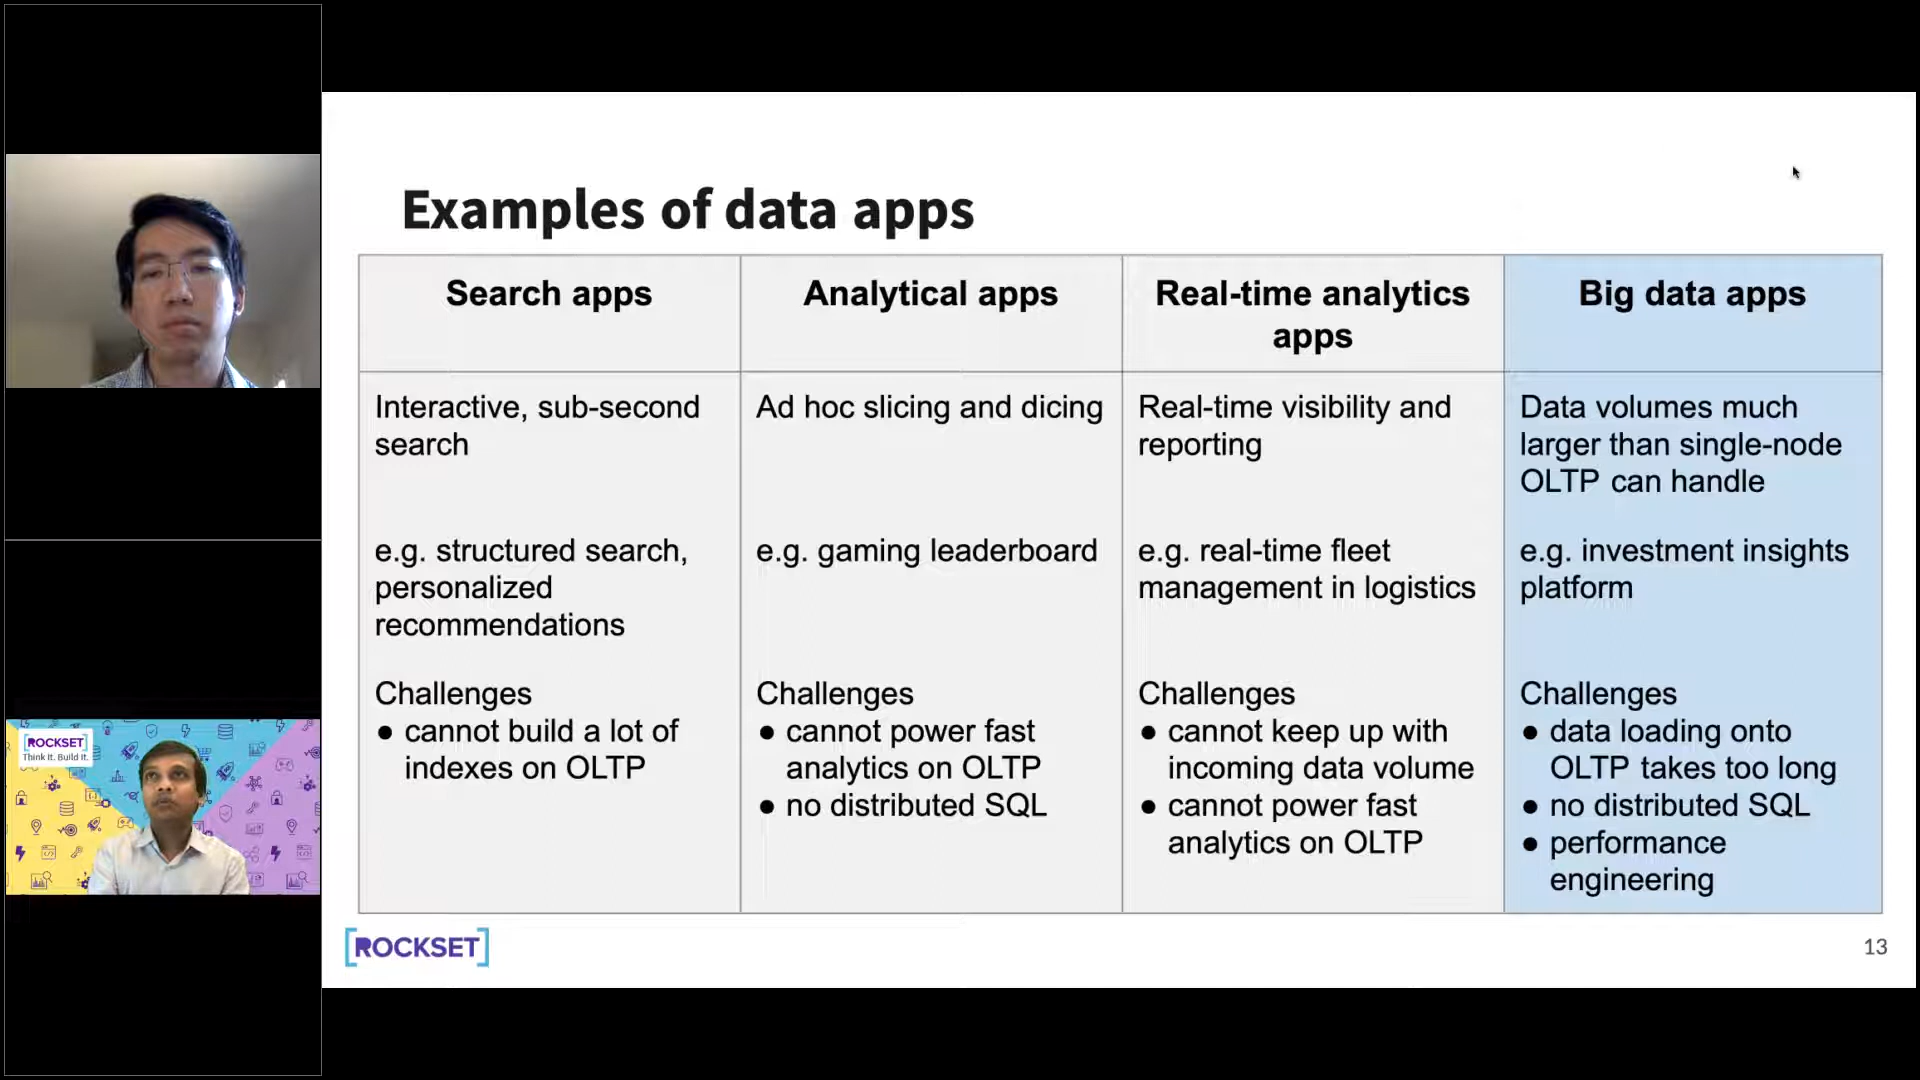 Examples of data apps
Search apps
Analytical apps
Real-time analytics
apps
Big data apps
Interactive, sub-second
search
e.g. structured search,
personalized
recommendations
Challenges
● cannot build a lot of
indexes on OLTP
Ad hoc slicing and dicing
e.g. gaming leaderboard
Challenges
● cannot power fast
analytics on OLTP
● no distributed SQL
Real-time visibility and
reporting
e.g. real-time fleet
management in logistics
Challenges
● cannot keep up with
incoming data volume
● cannot power fast
analytics on OLTP
Data volumes much
larger than single-node
OLTP can handle
e.g. investment insights
platform
Challenges
● data loading onto
OLTP takes too long
● no distributed SQL
● performance
engineering
[ROCKSET]
13
[ROCKSET]
Think It. Build It.